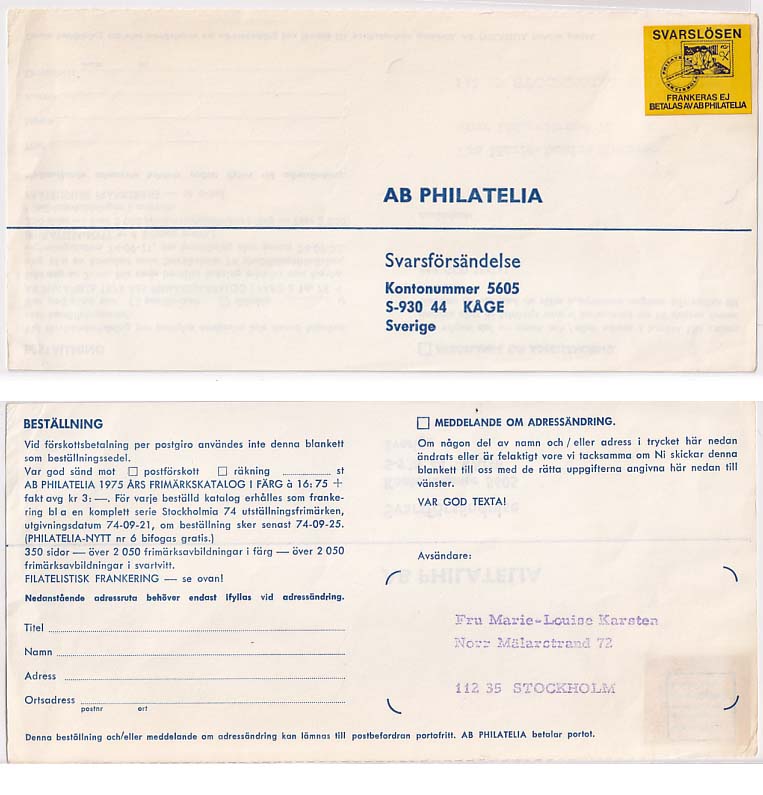 SVARSLÖSEN
FRANKERAS EJ
BETALAS AV AB PHILATELIA
AB PHILATELIA
Svarsförsändelse
Kontonummer 5605
S-930 44 KÅGE
Sverige
BESTÄLLNING
Vid förskottsbetalning per postgiro användes inte denna blankett
som beställningssedel.
Var god sänd mot postförskott räkning ........ st
AB PHILATELIA 1975 ÅRS FRIMÄRKSKATALOG I FÄRG à 16:75 +
fakt avg kr 3:—. För varje beställd katalog erhålles som franke-
ring bl a en komplett serie Stockholmia 74 utställningsfrimärken,
utgivningsdatum 74-09-21, om beställning sker senast 74-09-25.
(PHILATELIA-NYTT nr 6 bifogas gratis.)
350 sidor — över 2 050 frimärksavbildningar i färg — över 2 050
frimärksavbildningar i svartvitt.
FILATELISTISK FRANKERING — se ovan!
Nedanstående adressruta behöver endast ifyllas vid adressändring.
Titel
Namn
Adress
Ortsadress
postnr ort
MEDDELANDE OM ADRESSÄNDRING.
Om någon del av namn och/eller adress i trycket här nedan
ändrats eller är felaktigt vore vi tacksamma om Ni skickar denna
blankett till oss med de rätta uppgifterna angivna här nedan till
vänster.
VAR GOD TEXTA!
Avsändare:
Fru Marie-Louise Karsten
Norr Mälarstrand 72
112 35 STOCKHOLM
Denna beställning och/eller meddelande om adressändring kan lämnas till postbefordran portofritt. AB PHILATELIA betalar portot.